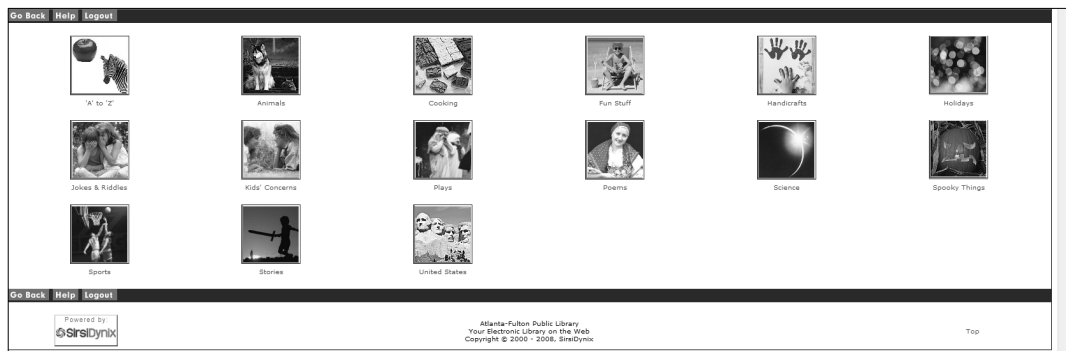 Go Back Help Logout
'A' to 'Z' Animals Cooking Fun Stuff Handicrafts Holidays
Jokes & Riddles Kids' Concerns Plays Poems Science Spooky Things
Sports Stories United States
Go Back Help Logout
Powered by:
SirsiDynix
Atlanta-Fulton Public Library
Your Electronic Library on the Web
Copyright © 2000 - 2008, SirsiDynix
Top